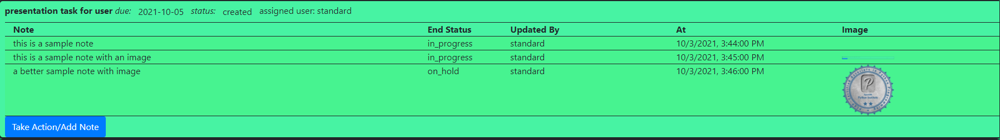 presentation task for user due: 2021-10-05 status: created assigned user: standard
Note End Status Updated By At Image
this is a sample note in_progress standard 10/3/2021, 3:44:00 PM
this is a sample note with an image in_progress standard 10/3/2021, 3:45:00 PM
a better sample note with image on_hold standard 10/3/2021, 3:46:00 PM
Python Institute
Take Action/Add Note